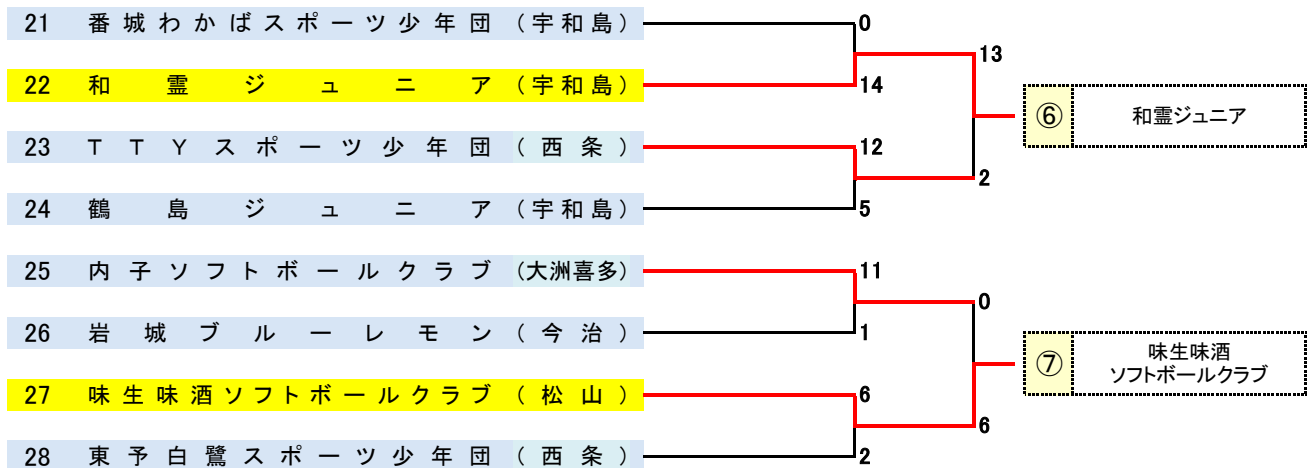 21 番城わかばスポーツ少年団 (宇和島) 0
13
22 和霊ジュニア (宇和島) 14
⑥ 和霊ジュニア
23 TTYスポーツ少年団 (西条) 12
2
24 鶴島ジュニア (宇和島) 5
25 内子ソフトボールクラブ (大洲喜多) 11
0
26 岩城ブルーレモン (今治) 1
⑦ 味生味酒
ソフトボールクラブ
27 味生味酒ソフトボールクラブ (松山) 6
6
28 東予白鷺スポーツ少年団 (西条) 2